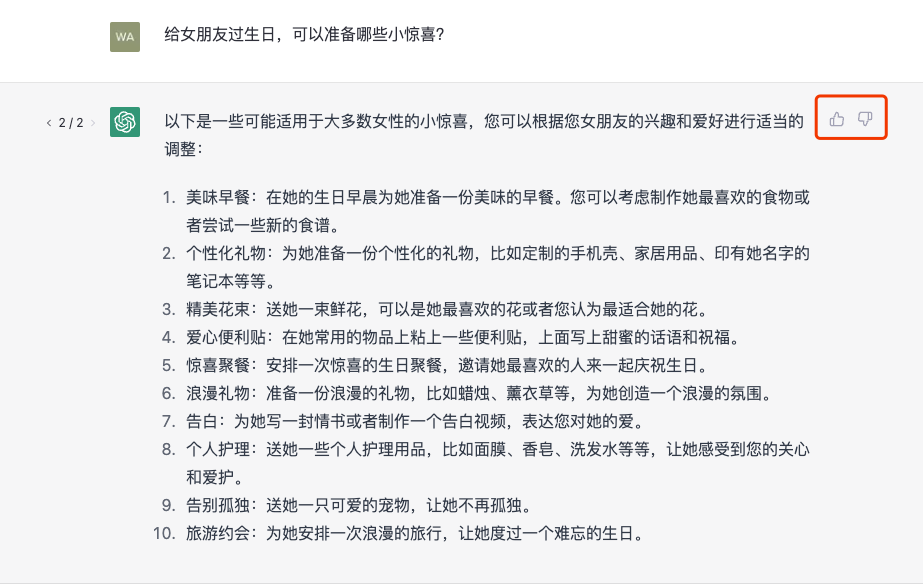 WA
给女朋友过生日，可以准备哪些小惊喜？
< 2 / 2 >
以下是一些可能适用于大多数女性的小惊喜，您可以根据您女朋友的兴趣和爱好进行适当的
调整：
1. 美味早餐：在她的生日早晨为她准备一份美味的早餐。您可以考虑制作她最喜欢的食物或
者尝试一些新的食谱。
2. 个性化礼物：为她准备一份个性化的礼物，比如定制的手机壳、家居用品、印有她名字的
笔记本等等。
3. 精美花束：送她一束鲜花，可以是她最喜欢的花或者您认为最适合她的花。
4. 爱心便利贴：在她常用的物品上粘上一些便利贴，上面写上甜蜜的话语和祝福。
5. 惊喜聚餐：安排一次惊喜的生日聚餐，邀请她最喜欢的人来一起庆祝生日。
6. 浪漫礼物：准备一份浪漫的礼物，比如蜡烛、薰衣草等，为她创造一个浪漫的氛围。
7. 告白：为她写一封情书或者制作一个告白视频，表达您对她的爱。
8. 个人护理：送她一些个人护理用品，比如面膜、香皂、洗发水等等，让她感受到您的关心
和爱护。
9. 告别孤独：送她一只可爱的宠物，让她不再孤独。
10. 旅游约会：为她安排一次浪漫的旅行，让她度过一个难忘的生日。